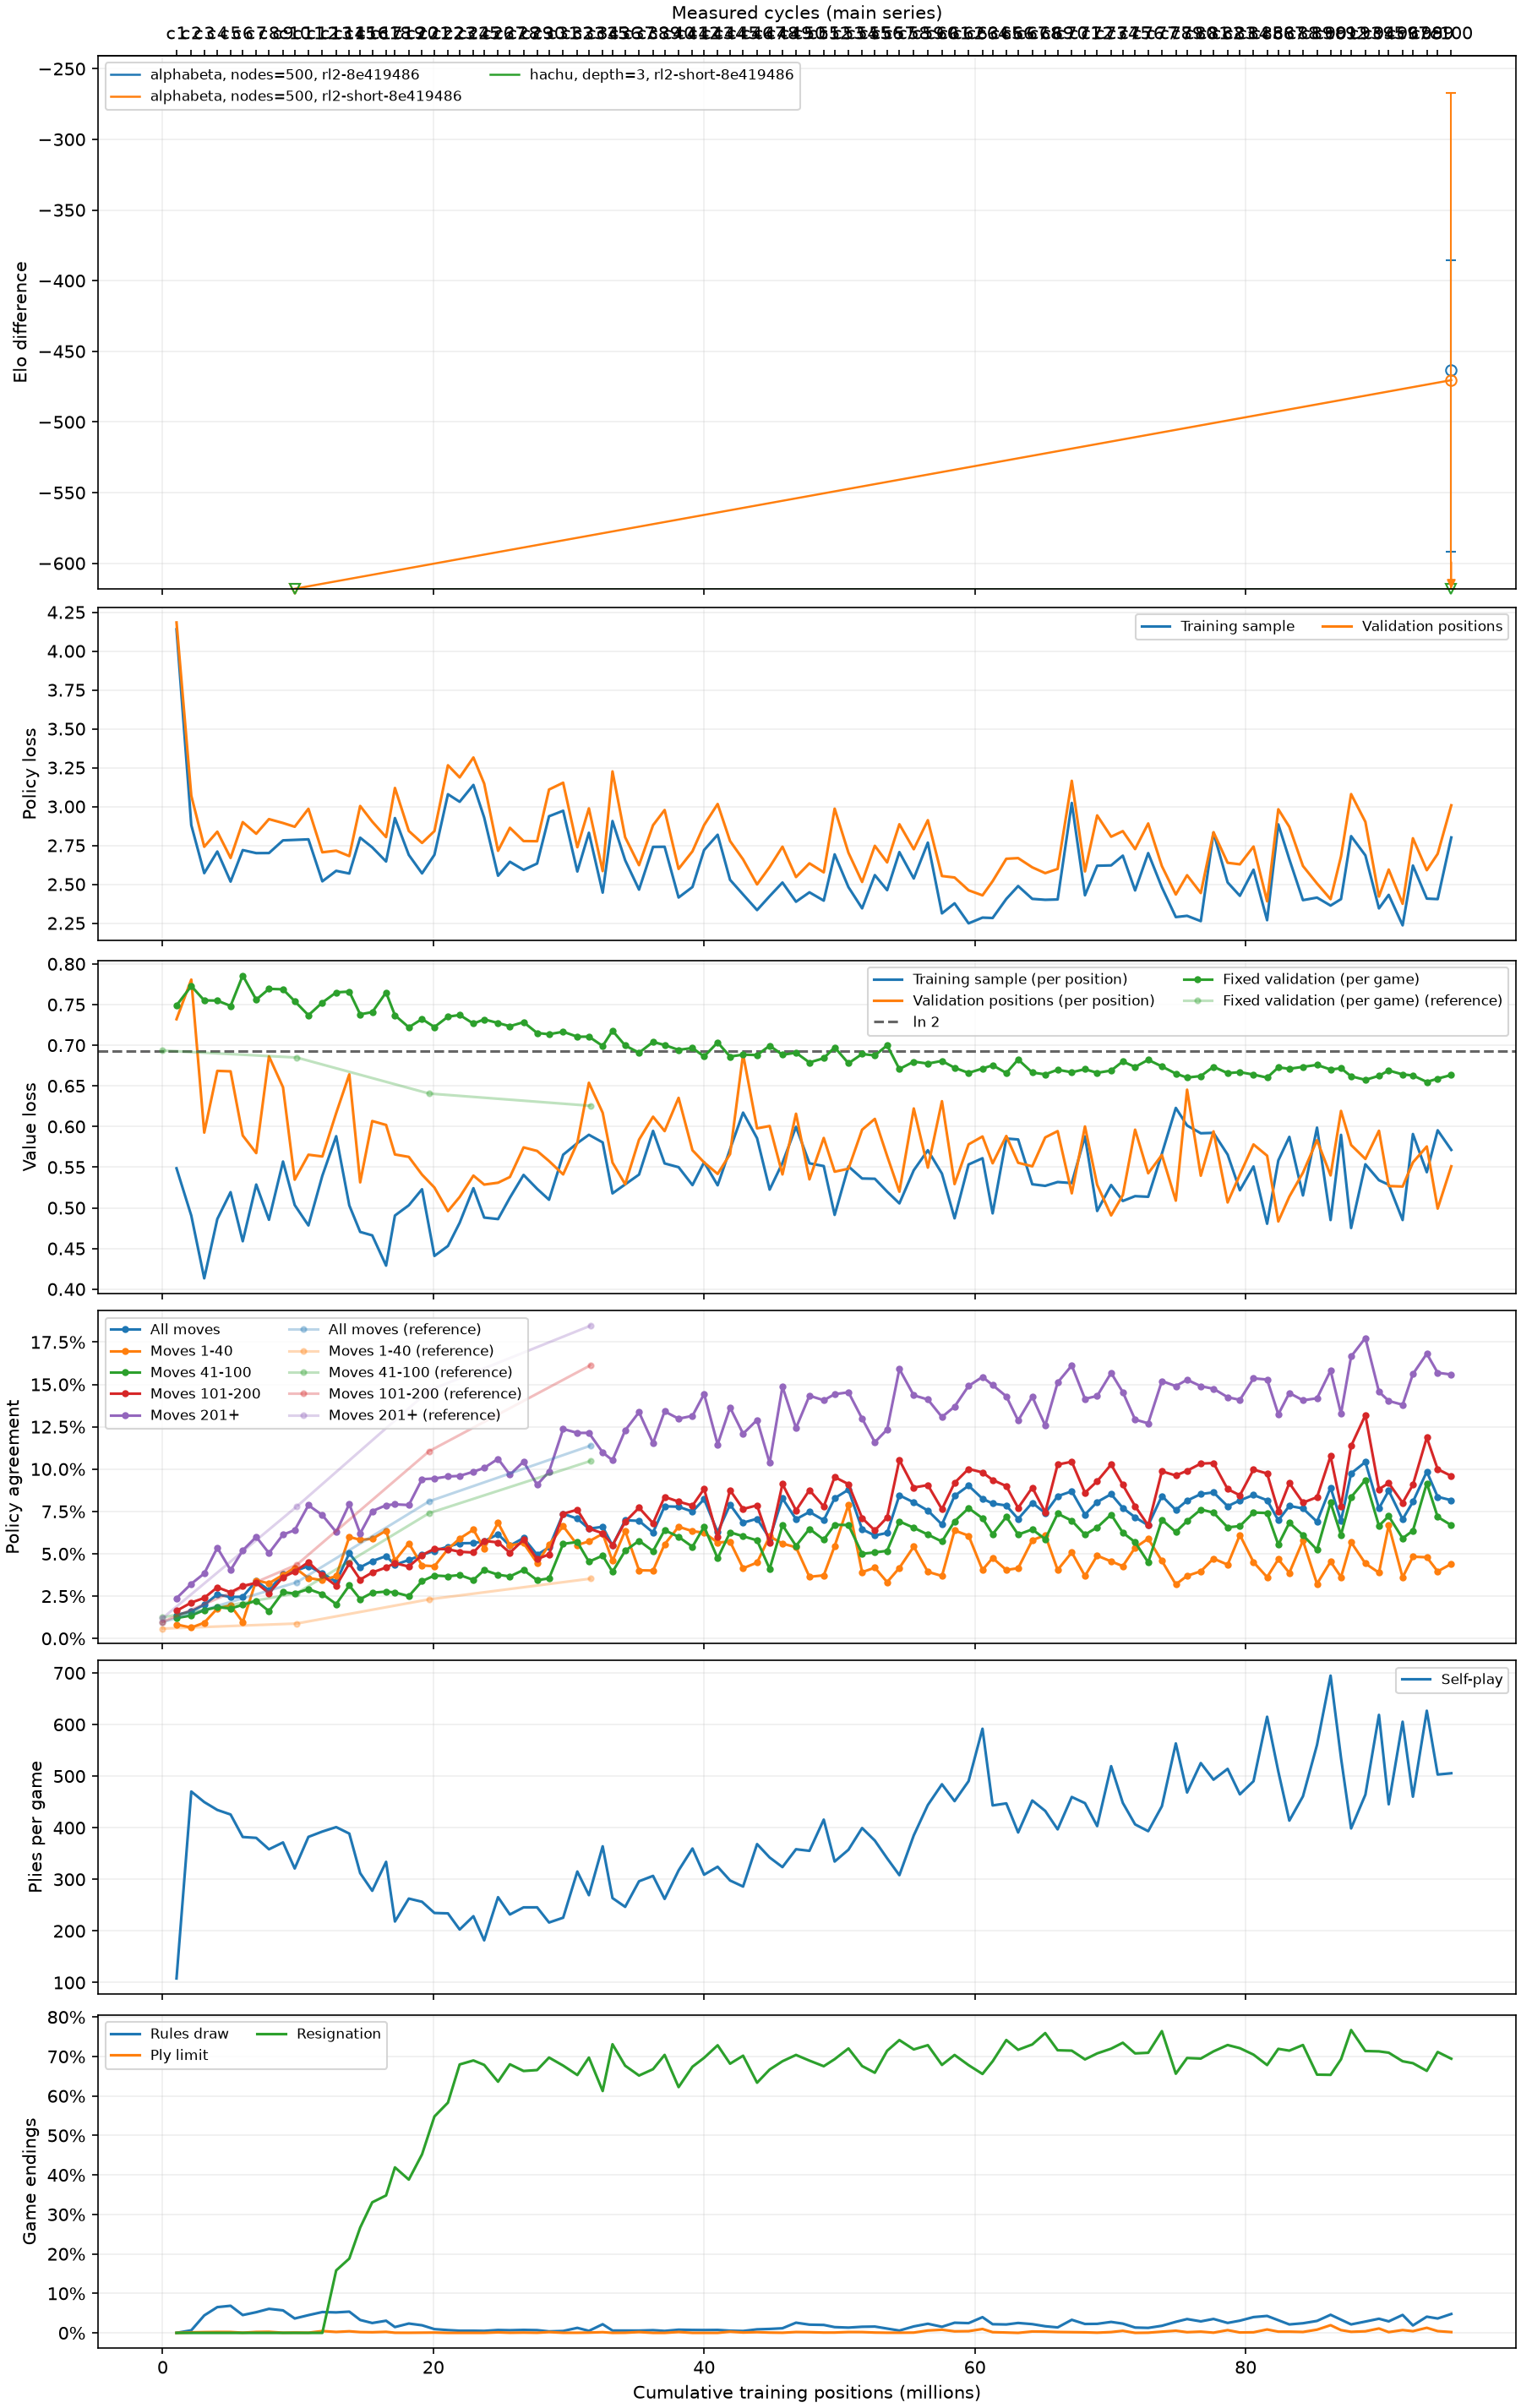 Measured cycles (main series)
Elo difference
−250
−300
−350
−400
−450
−500
−550
−600
alphabeta, nodes=500, rl2-8e419486
alphabeta, nodes=500, rl2-short-8e419486
hachu, depth=3, rl2-short-8e419486
Policy loss
4.25
4.00
3.75
3.50
3.25
3.00
2.75
2.50
2.25
Training sample
Validation positions
Value loss
0.80
0.75
0.70
0.65
0.60
0.55
0.50
0.45
0.40
Training sample (per position)
Validation positions (per position)
ln 2
Fixed validation (per game)
Fixed validation (per game) (reference)
Policy agreement
17.5%
15.0%
12.5%
10.0%
7.5%
5.0%
2.5%
0.0%
All moves
Moves 1-40
Moves 41-100
Moves 101-200
Moves 201+
All moves (reference)
Moves 1-40 (reference)
Moves 41-100 (reference)
Moves 101-200 (reference)
Moves 201+ (reference)
Plies per game
700
600
500
400
300
200
100
Self-play
Game endings
80%
70%
60%
50%
40%
30%
20%
10%
0%
Rules draw
Ply limit
Resignation
0
20
40
60
80
Cumulative training positions (millions)